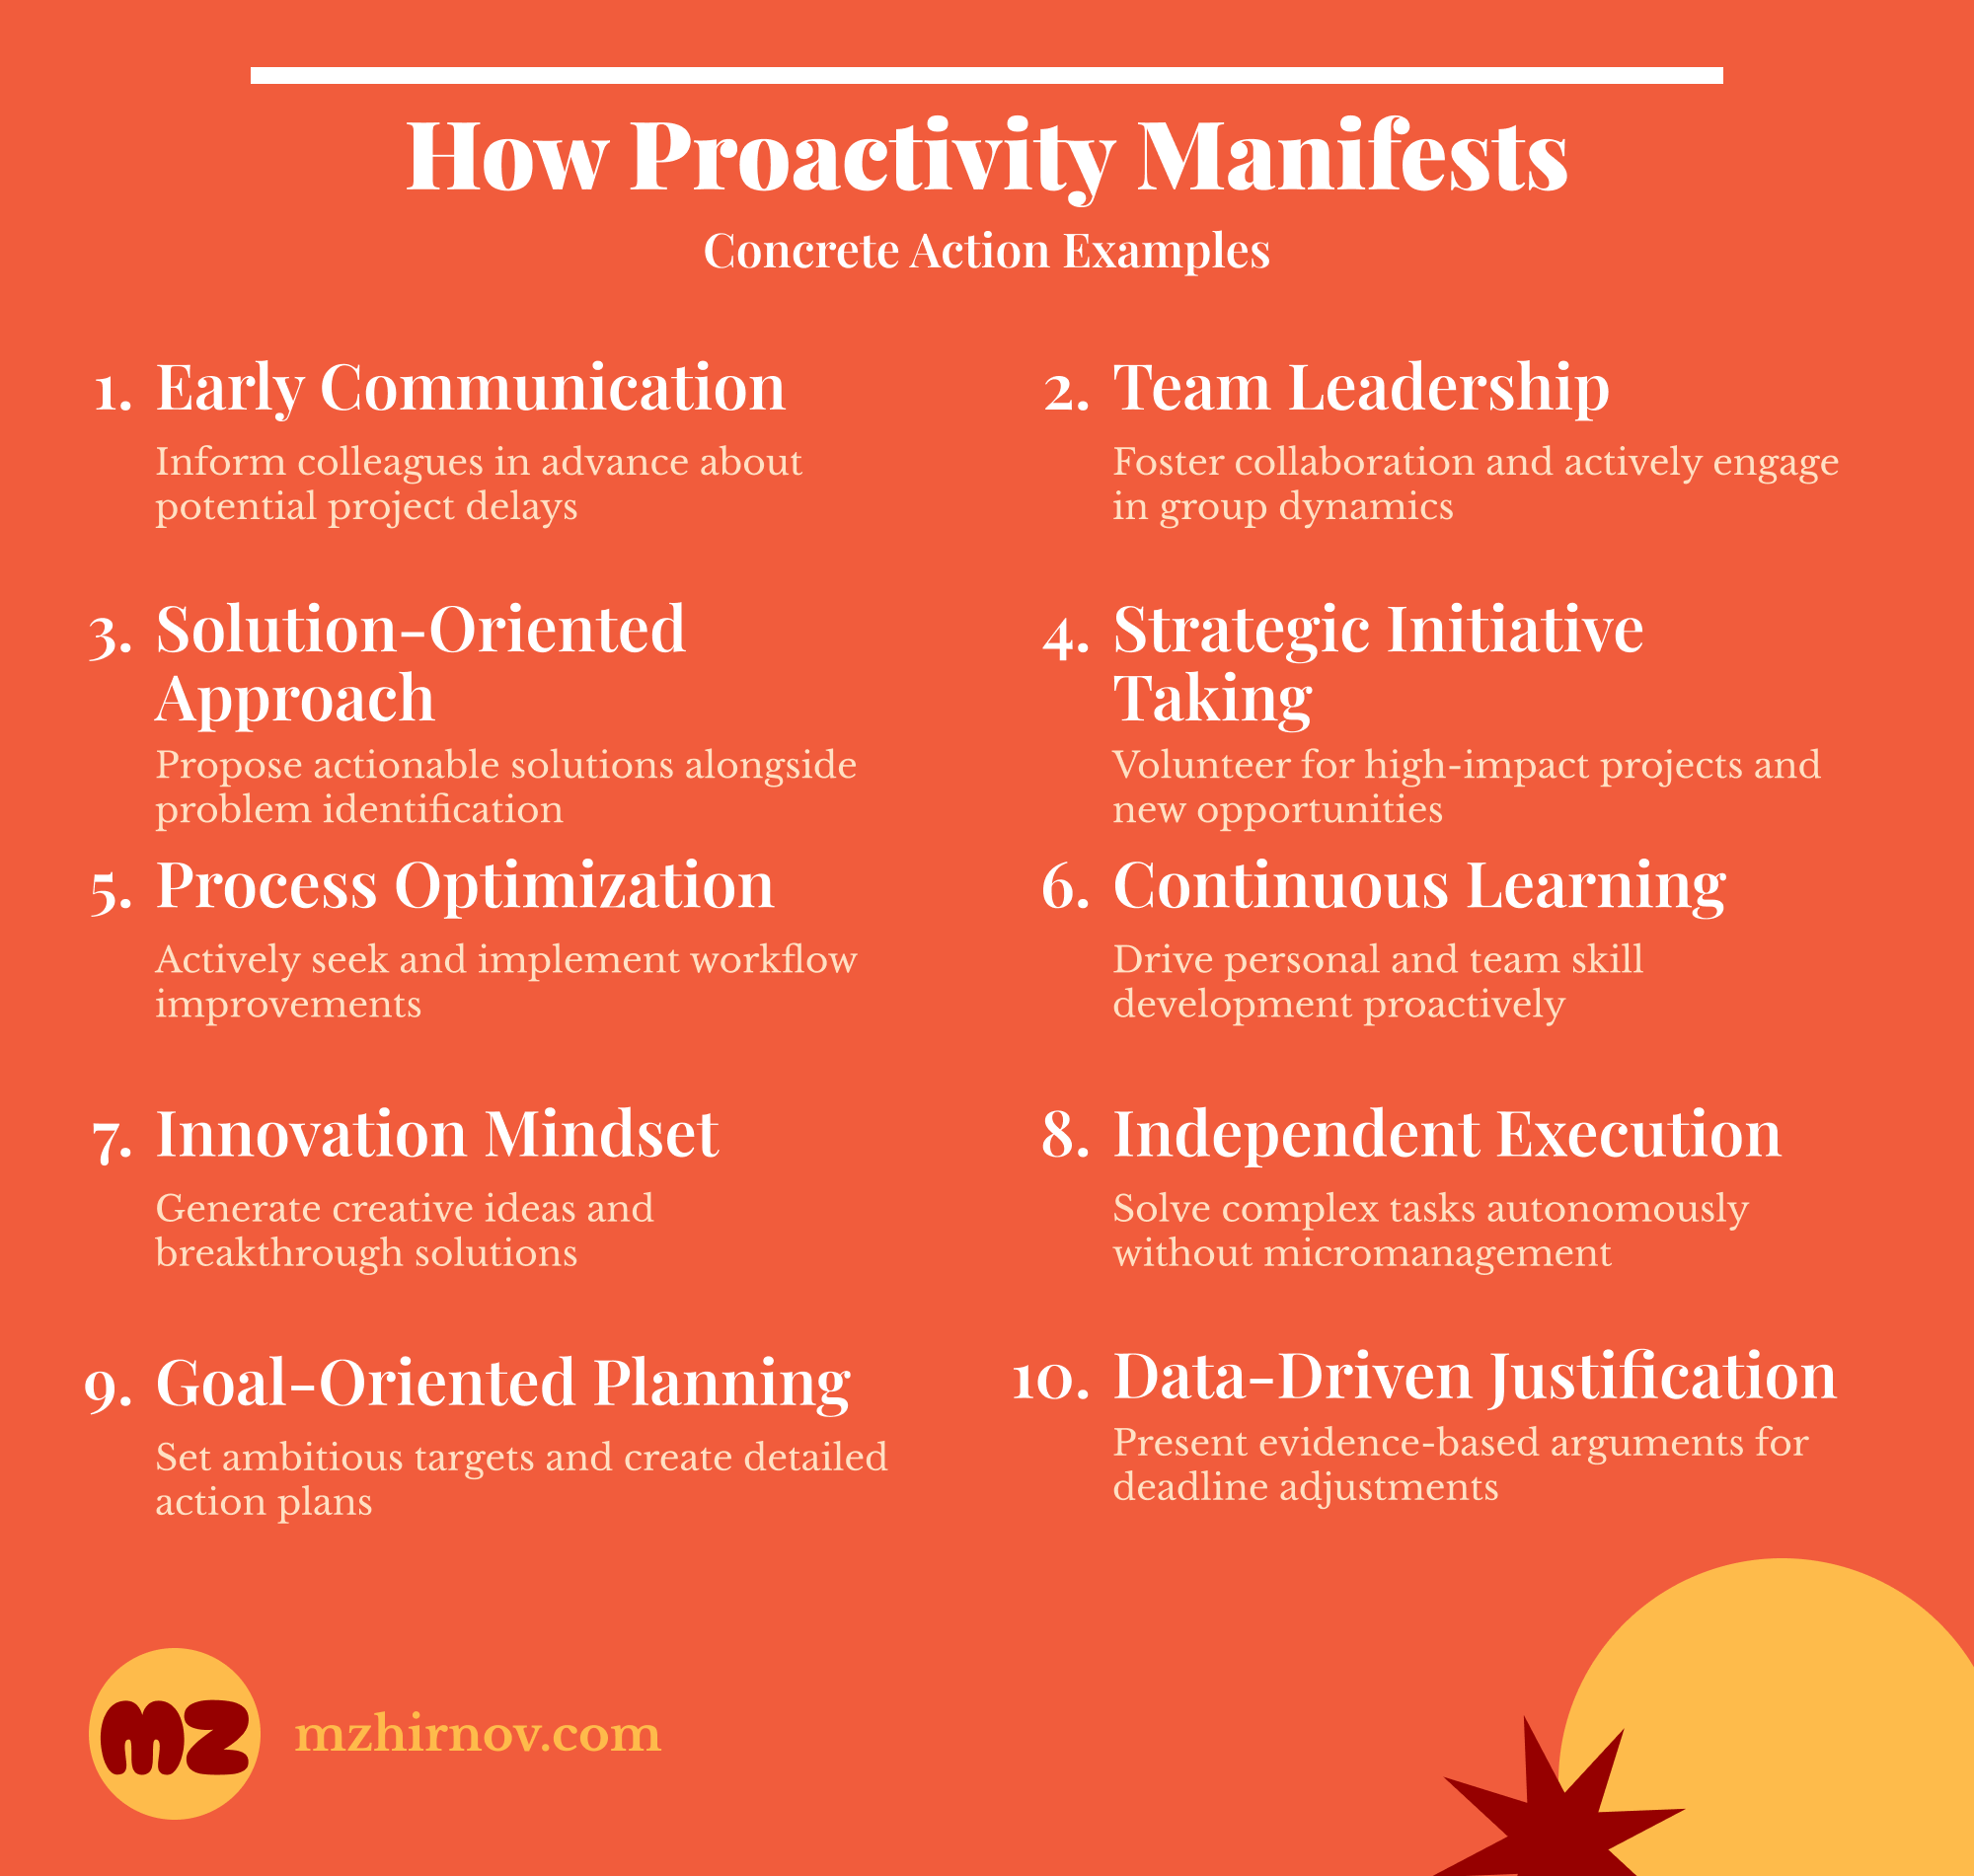 How Proactivity Manifests
Concrete Action Examples
1. Early Communication
Inform colleagues in advance about
potential project delays
2. Team Leadership
Foster collaboration and actively engage
in group dynamics
3. Solution-Oriented
Approach
Propose actionable solutions alongside
problem identification
4. Strategic Initiative
Taking
Volunteer for high-impact projects and
new opportunities
5. Process Optimization
Actively seek and implement workflow
improvements
6. Continuous Learning
Drive personal and team skill
development proactively
7. Innovation Mindset
Generate creative ideas and
breakthrough solutions
8. Independent Execution
Solve complex tasks autonomously
without micromanagement
9. Goal-Oriented Planning
Set ambitious targets and create detailed
action plans
10. Data-Driven Justification
Present evidence-based arguments for
deadline adjustments
mz
mzhirnov.com